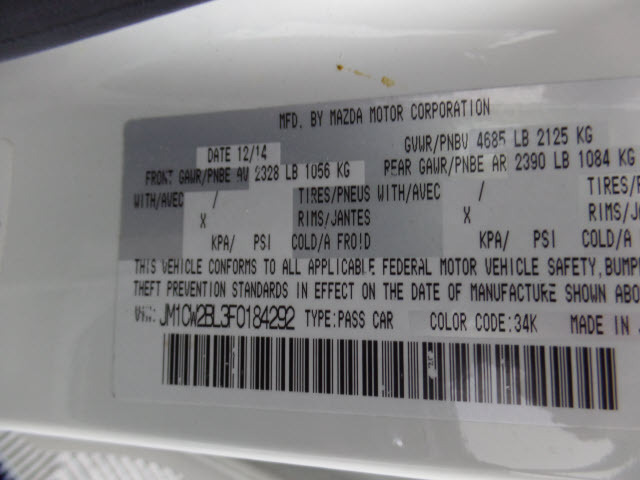 MFD. BY MAZDA MOTOR CORPORATION
DATE 12/14 GVWR/PNBV 4685 LB 2125 KG
FRONT GAWR/PNBE AV 2328 LB 1056 KG REAR GAWR/PNBE AR 2390 LB 1084 KG
WITH/AVEC / TIRES/PNEUS WITH/AVEC / TIRES/P
X RIMS/JANTES X RIMS/JA
KPA/ PSI COLD/A FROID KPA/ PSI COLD/A
THIS VEHICLE CONFORMS TO ALL APPLICABLE FEDERAL MOTOR VEHICLE SAFETY, BUMP
THEFT PREVENTION STANDARDS IN EFFECT ON THE DATE OF MANUFACTURE SHOWN ABO
JM1CW2BL3F0184292 TYPE:PASS CAR COLOR CODE:34K MADE IN J